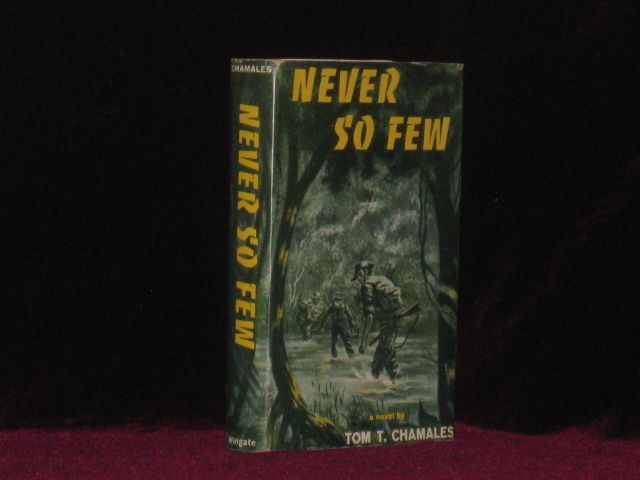 CHAMALES
NEVER SO FEW
Wingate
NEVER
SO FEW
a novel by
TOM T. CHAMALES